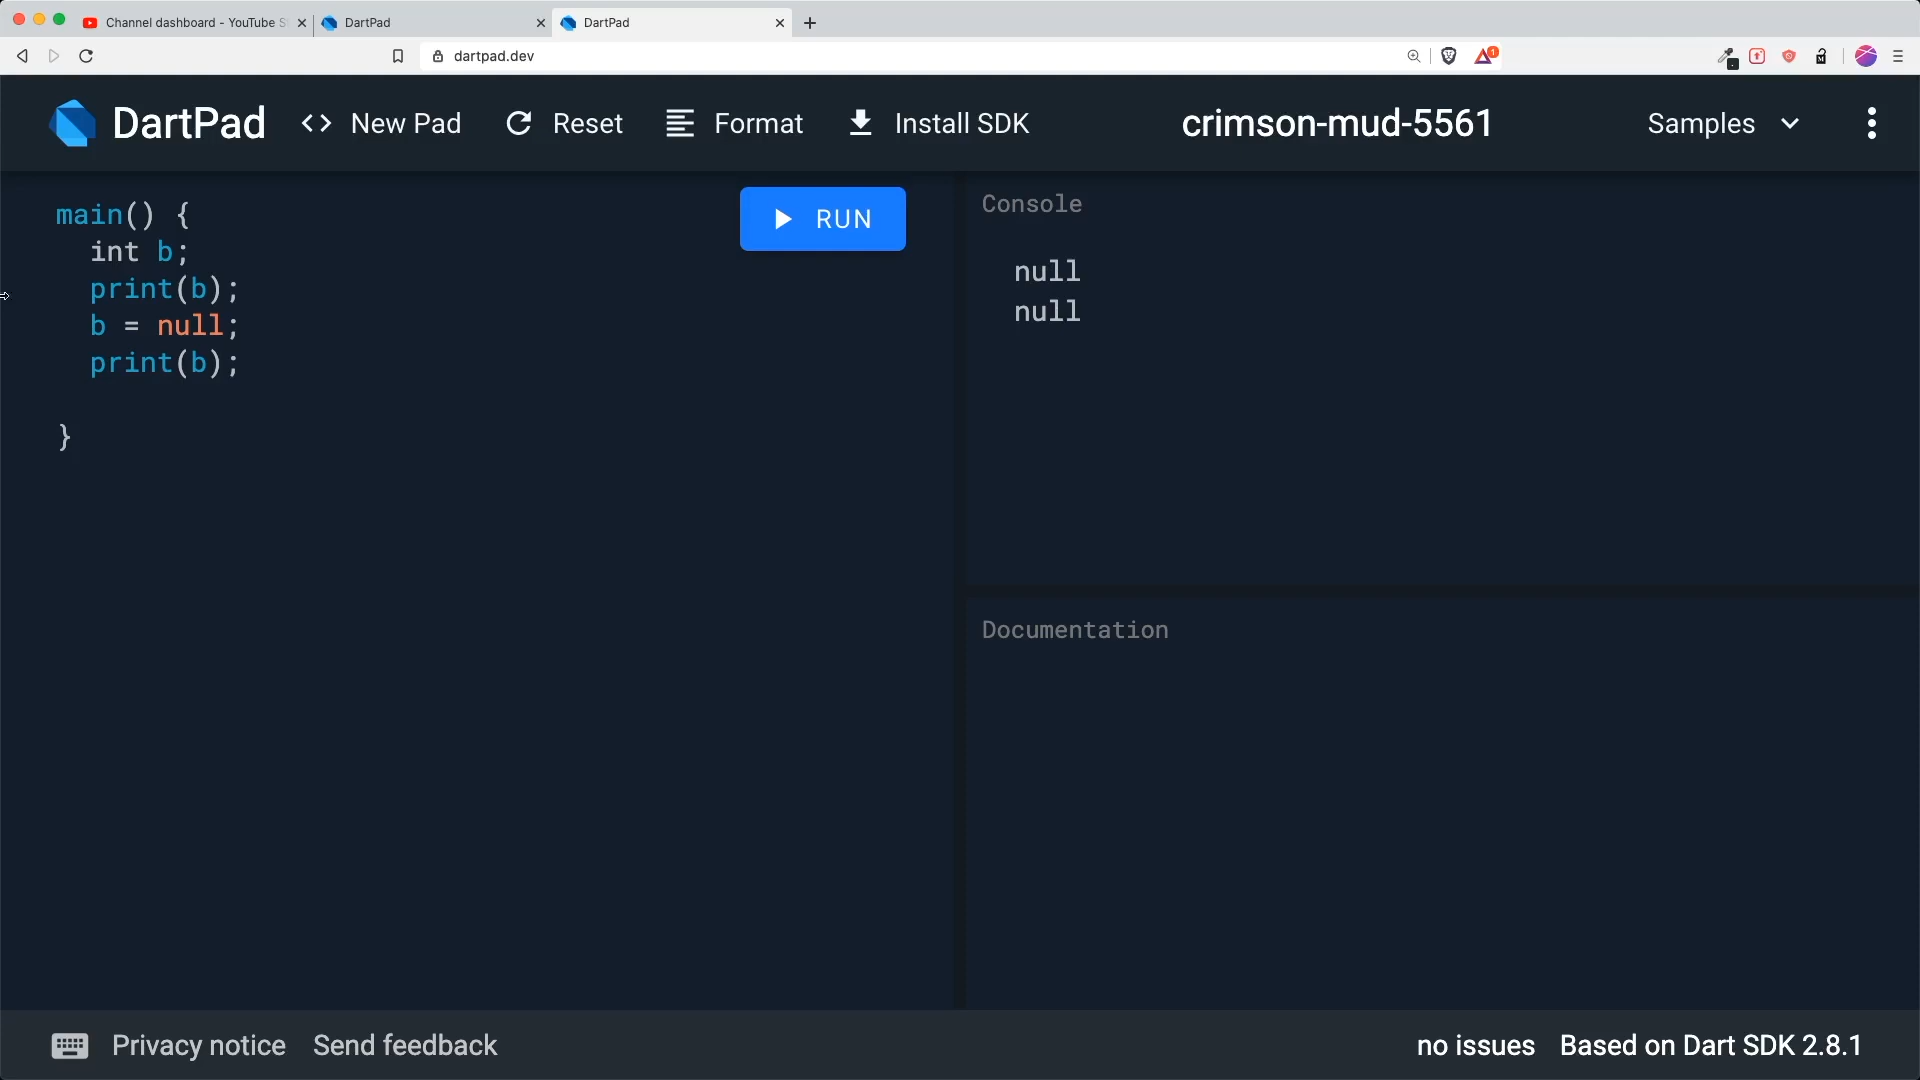 Channel dashboard - YouTube S
DartPad
DartPad
dartpad.dev
1
DartPad
<> New Pad
Reset
Format
Install SDK
crimson-mud-5561
Samples
main() {
int b;
print(b);
b = null;
print(b);
}
RUN
Console
null
null
Documentation
Privacy notice
Send feedback
no issues
Based on Dart SDK 2.8.1